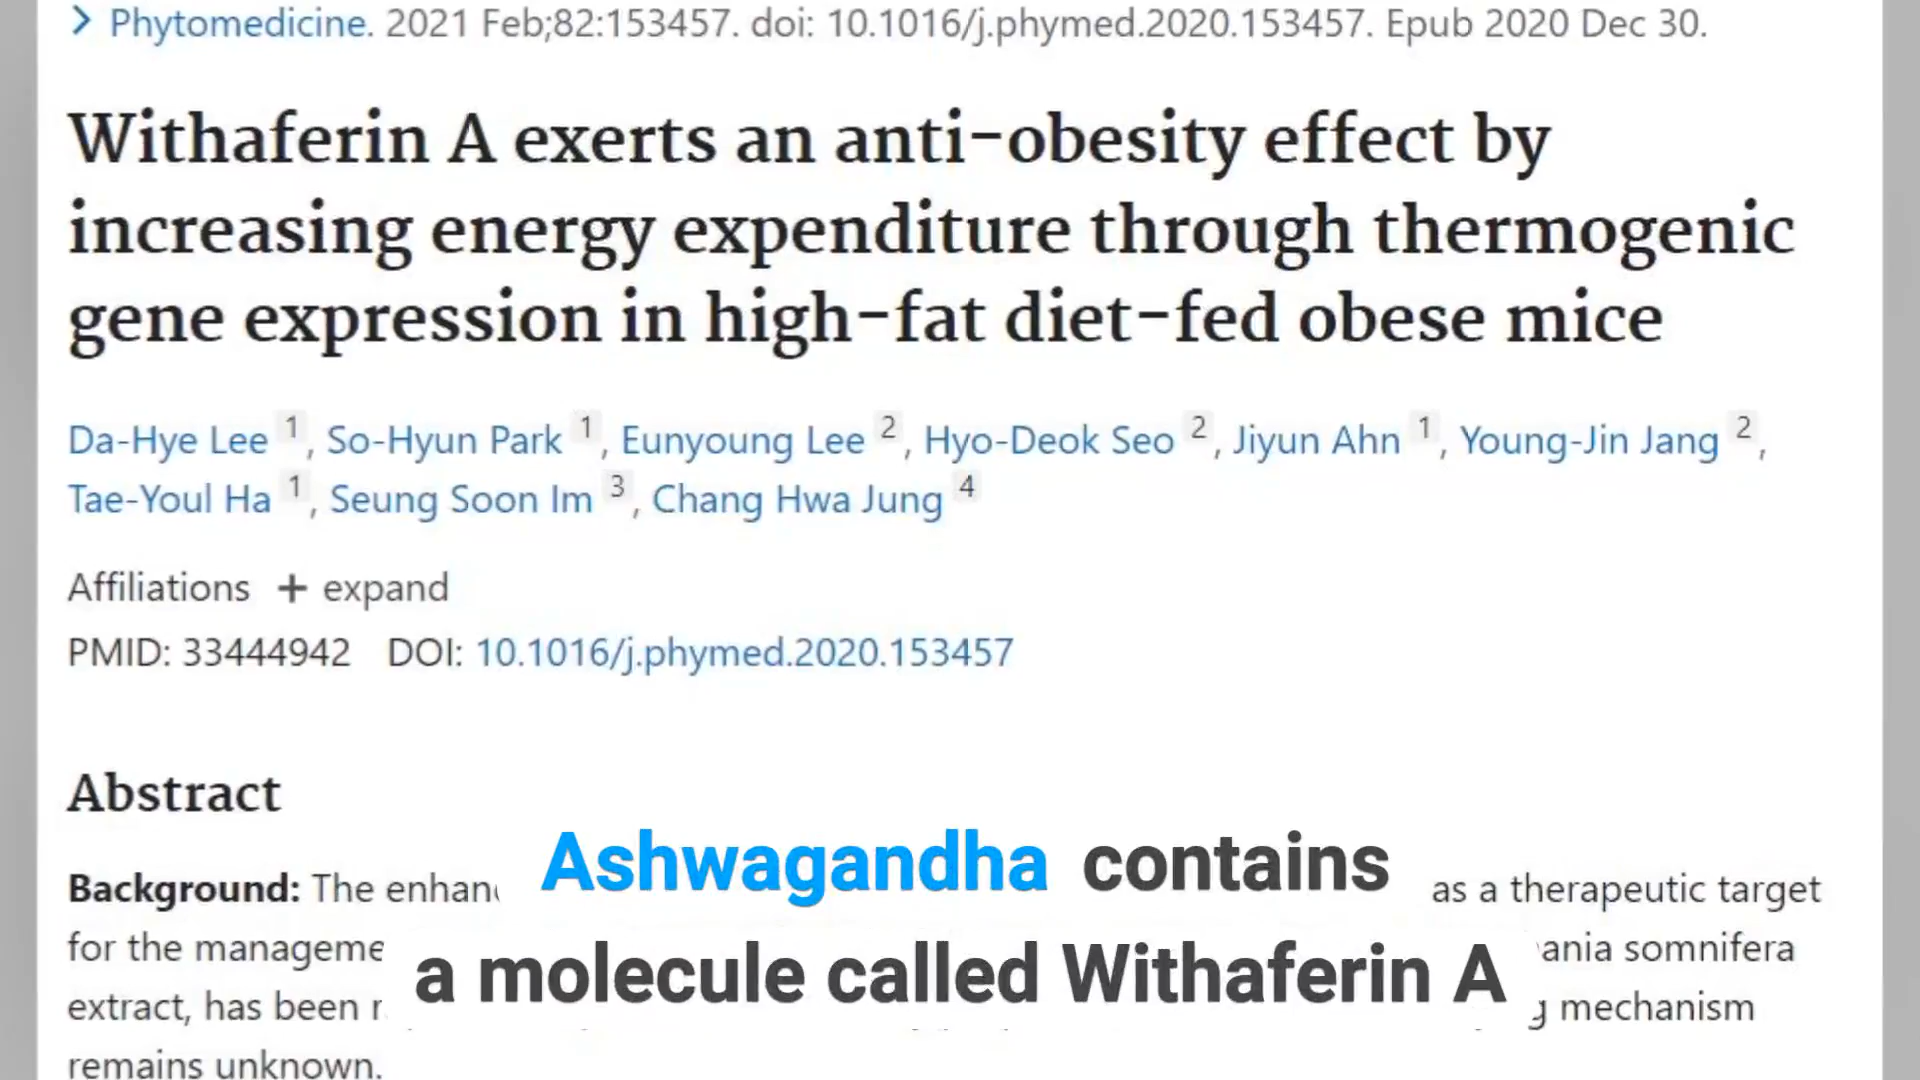 > Phytomedicine. 2021 Feb;82:153457. doi: 10.1016/j.phymed.2020.153457. Epub 2020 Dec 30.
Withaferin A exerts an anti-obesity effect by
increasing energy expenditure through thermogenic
gene expression in high-fat diet-fed obese mice
Da-Hye Lee 1, So-Hyun Park 1, Eunyoung Lee 2, Hyo-Deok Seo 2, Jiyun Ahn 1, Young-Jin Jang 2,
Tae-Youl Ha 1, Seung Soon Im 3, Chang Hwa Jung 4
Affiliations + expand
PMID: 33444942 DOI: 10.1016/j.phymed.2020.153457
Abstract
Background: The as a therapeutic target
for the somnifera
extract, has been mechanism
remains unknown.
Ashwagandha contains
a molecule called Withaferin A